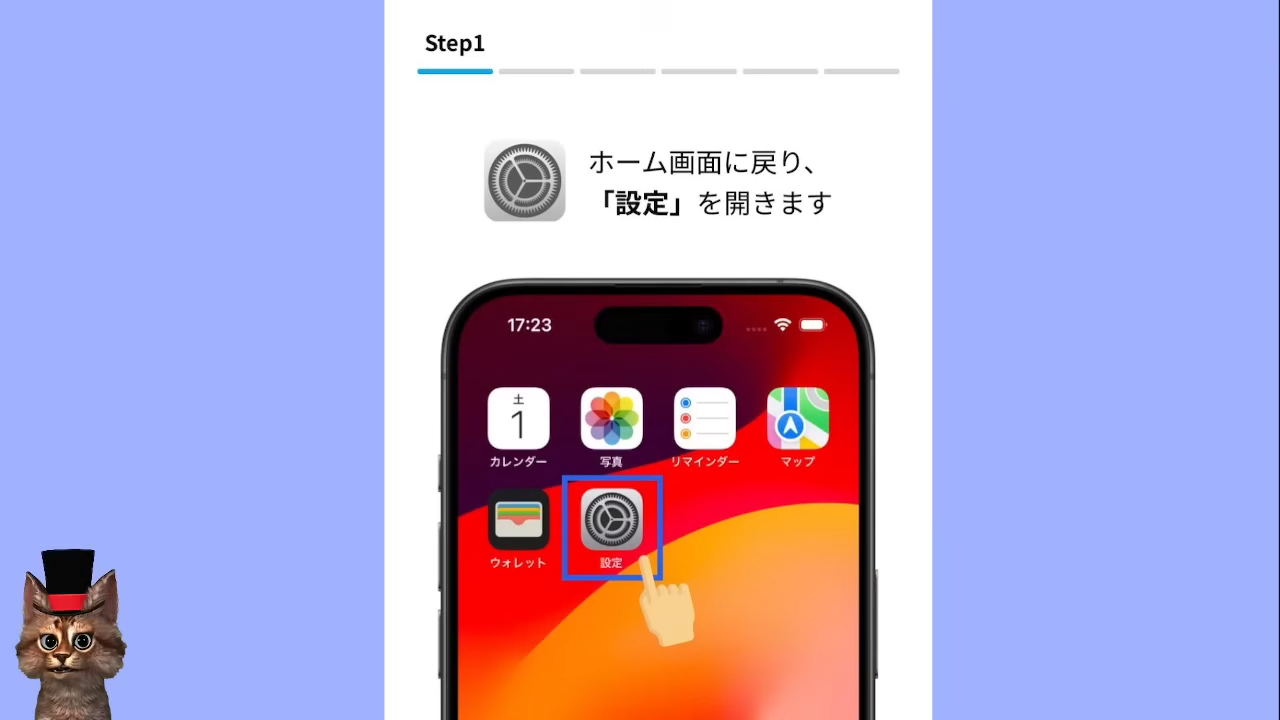 Step1
ホーム画面に戻り、
「設定」を開きます
17:23
土
1
カレンダー
写真
リマインダー
マップ
ウォレット
設定